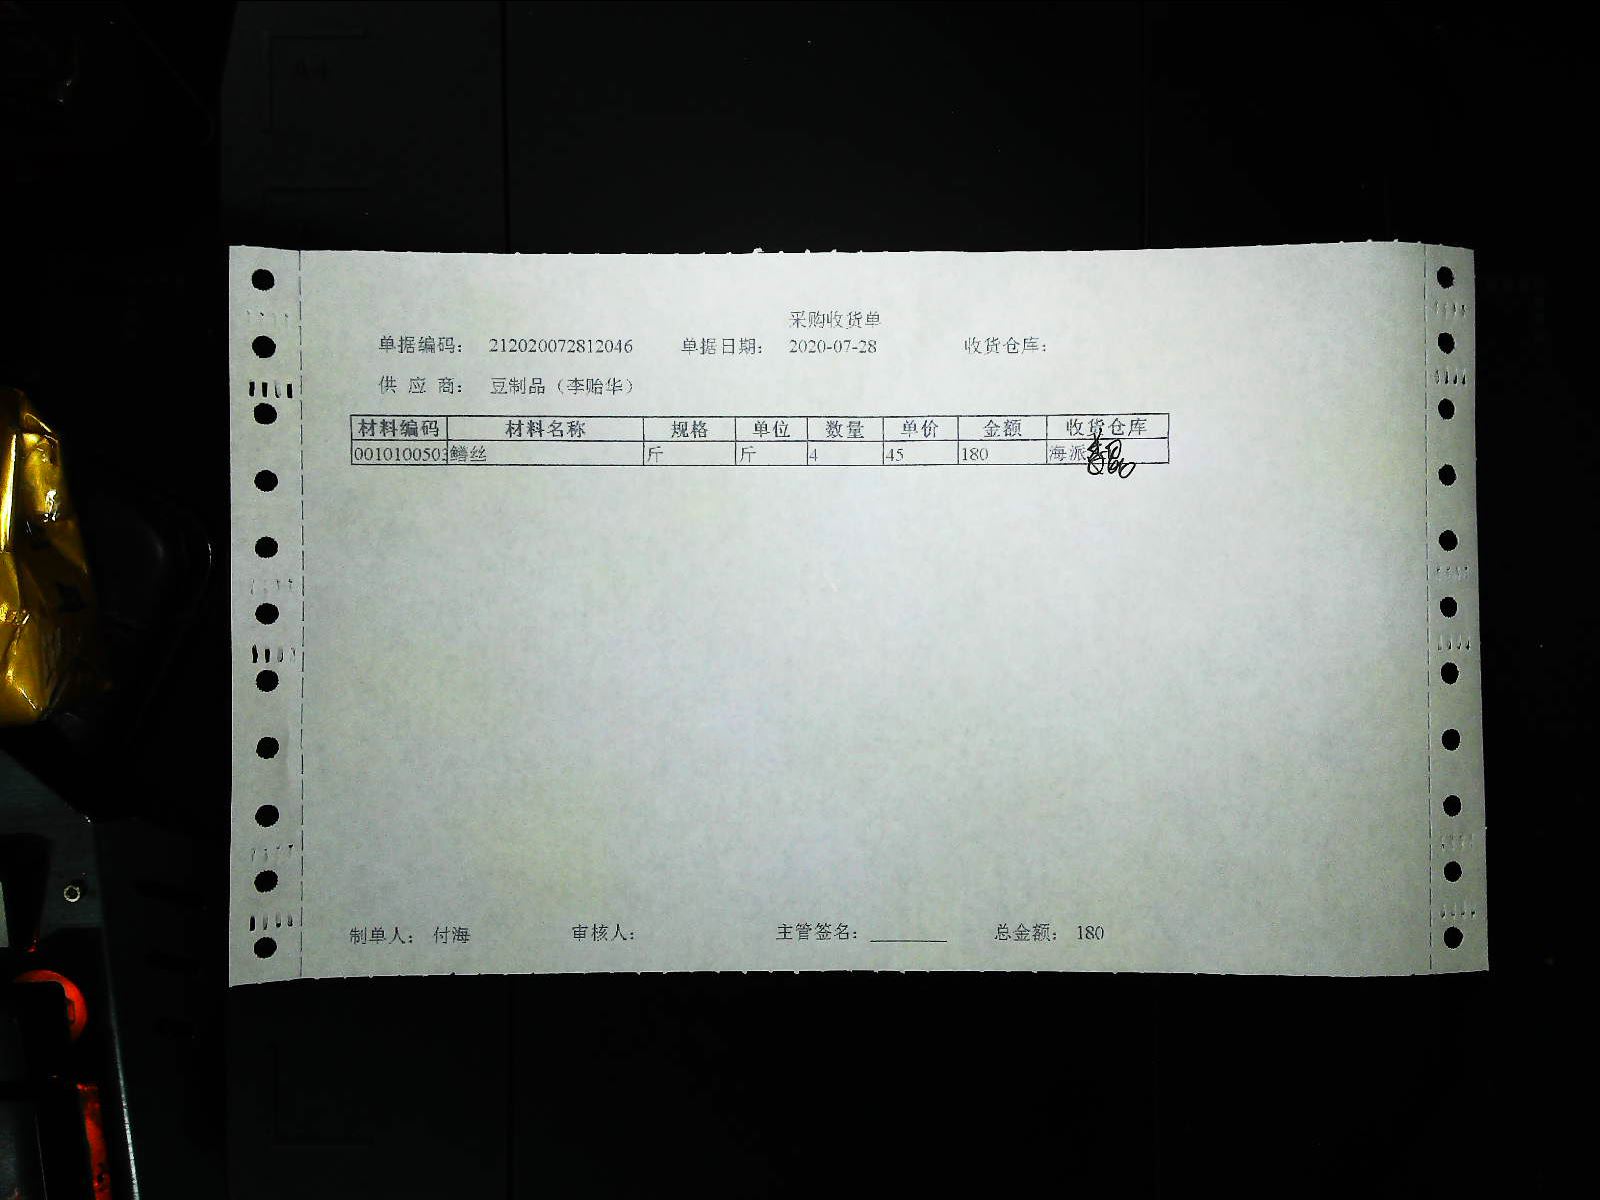 采购收货单
单据编码： 212020072812046 单据日期： 2020-07-28 收货仓库：
供 应 商： 豆制品（李贻华）
材料编码 材料名称 规格 单位 数量 单价 金额 收货仓库
0010100503 鳝丝 斤 斤 4 45 180 海派
制单人： 付海 审核人： 主管签名： ________ 总金额： 180